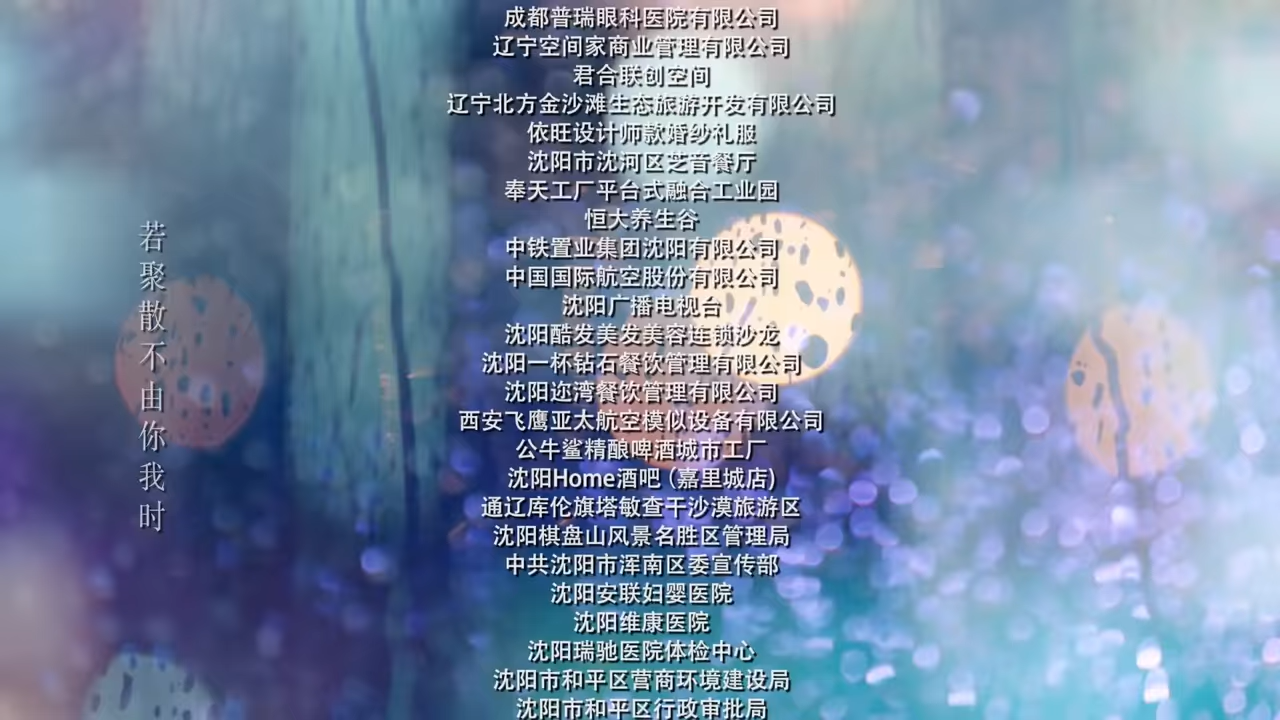 成都普瑞眼科医院有限公司
辽宁空间家商业管理有限公司
君合联创空间
辽宁北方金沙滩生态旅游开发有限公司
依旺设计师款婚纱礼服
沈阳市沈河区芝音餐厅
奉天工厂平台式融合工业园
恒大养生谷
中铁置业集团沈阳有限公司
中国国际航空股份有限公司
沈阳广播电视台
沈阳酷发美发美容连锁沙龙
沈阳一杯钻石餐饮管理有限公司
沈阳迩湾餐饮管理有限公司
西安飞鹰亚太航空模似设备有限公司
公牛鲨精酿啤酒城市工厂
沈阳Home酒吧 (嘉里城店)
通辽库伦旗塔敏查干沙漠旅游区
沈阳棋盘山风景名胜区管理局
中共沈阳市浑南区委宣传部
沈阳安联妇婴医院
沈阳维康医院
沈阳瑞驰医院体检中心
沈阳市和平区营商环境建设局
沈阳市和平区行政审批局
若聚散不由你我时